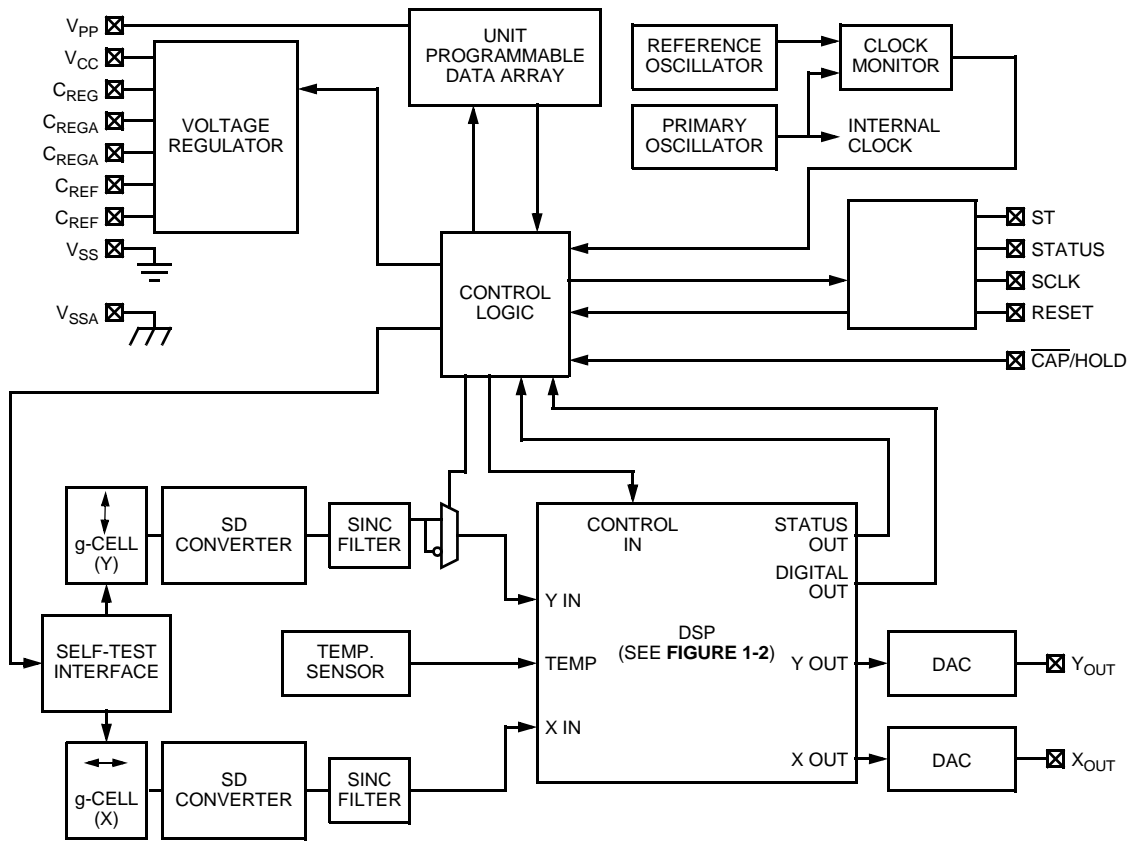 VPP
VCC
CREG
CREGA
CREGA
CREF
CREF
VSS
VSSA
VOLTAGE
REGULATOR
UNIT
PROGRAMMABLE
DATA ARRAY
REFERENCE
OSCILLATOR
CLOCK
MONITOR
PRIMARY
OSCILLATOR
INTERNAL
CLOCK
CONTROL
LOGIC
ST
STATUS
SCLK
RESET
CAP/HOLD
g-CELL
(Y)
SD
CONVERTER
SINC
FILTER
SELF-TEST
INTERFACE
TEMP.
SENSOR
g-CELL
(X)
SD
CONVERTER
SINC
FILTER
CONTROL
IN
STATUS
OUT
DIGITAL
OUT
Y IN
DSP
(SEE FIGURE 1-2)
TEMP
Y OUT
X IN
X OUT
DAC
YOUT
DAC
XOUT